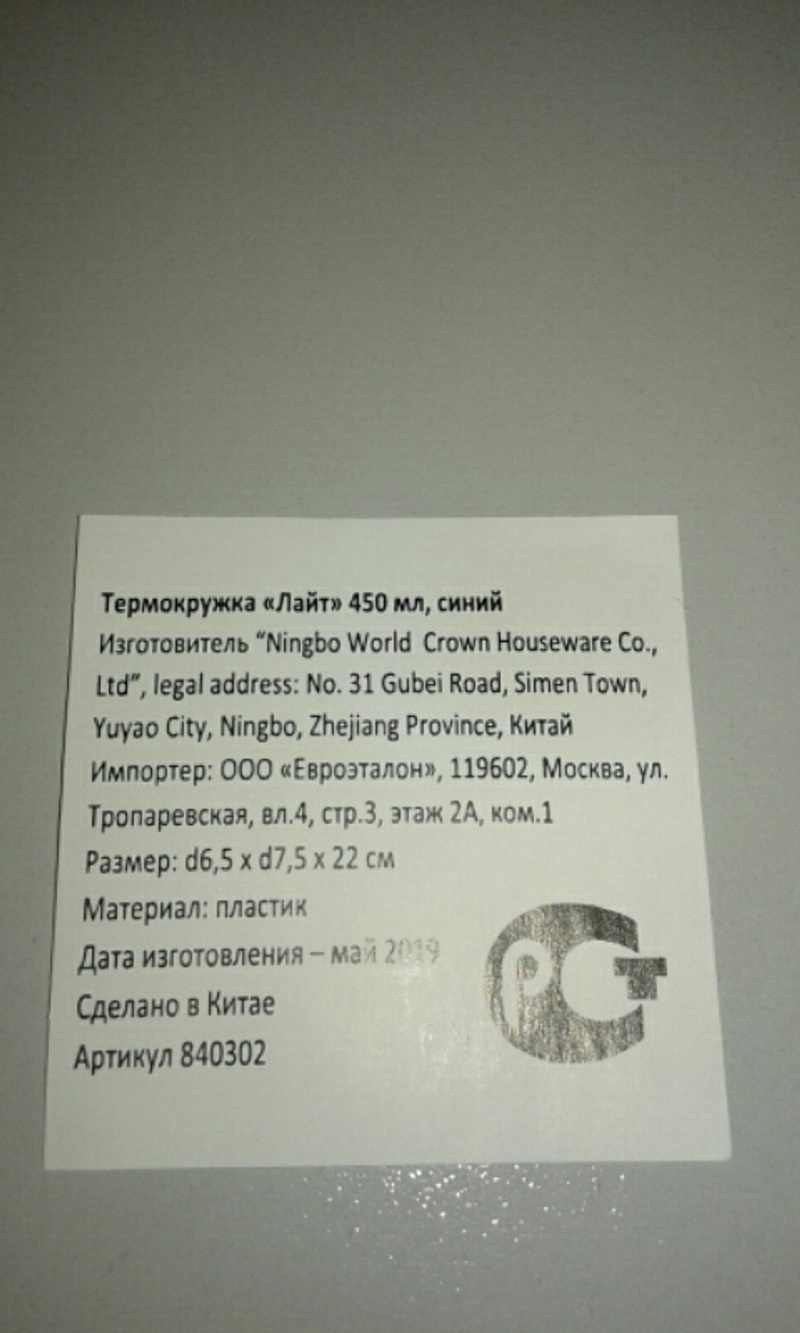 Термокружка «Лайт» 450 мл, синий
Изготовитель “Ningbo World Crown Houseware Co.,
Ltd”, legal address: No. 31 Gubei Road, Simen Town,
Yuyao City, Ningbo, Zhejiang Province, Китай
Импортер: ООО «Евроэталон», 119602, Москва, ул.
Тропаревская, вл.4, стр.3, этаж 2А, ком.1
Размер: d6,5 x d7,5 x 22 см
Материал: пластик
Дата изготовления – май 2019
Сделано в Китае
Артикул 840302
РСТ